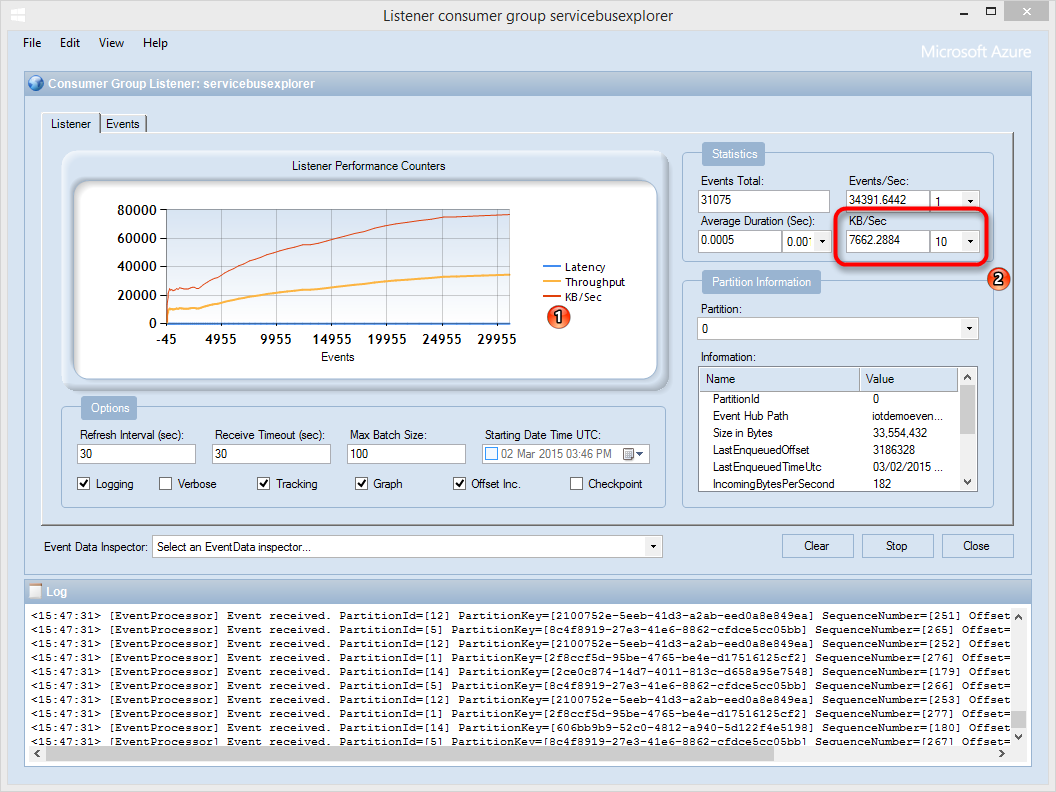 Listener consumer group servicebusexplorer
File Edit View Help
Microsoft Azure
Consumer Group Listener: servicebusexplorer
Listener Events
Listener Performance Counters
80000
60000
40000
20000
0
-45 4955 9955 14955 19955 24955 29955
Events
Latency
Throughput
KB/Sec
1
Statistics
Events Total: Events/Sec:
31075 34391.6442 1
Average Duration (Sec): KB/Sec
0.0005 0.00 7662.2884 10
2
Partition Information
Partition:
0
Information:
Name Value
PartitionId 0
Event Hub Path iotdemoeven...
Size in Bytes 33,554,432
LastEnqueuedOffset 3186328
LastEnqueuedTimeUtc 03/02/2015 ...
IncomingBytesPerSecond 182
Options
Refresh Interval (sec): Receive Timeout (sec): Max Batch Size: Starting Date Time UTC:
30 30 100 02 Mar 2015 03:46 PM
Logging Verbose Tracking Graph Offset Inc. Checkpoint
Event Data Inspector: Select an EventData inspector... Clear Stop Close
Log
<15:47:31> [EventProcessor] Event received. PartitionId=[12] PartitionKey=[2100752e-5eeb-41d3-a2ab-eed0a8e849ea] SequenceNumber=[251] Offset
<15:47:31> [EventProcessor] Event received. PartitionId=[5] PartitionKey=[8c4f8919-27e3-41e6-8862-cfdce5cc05bb] SequenceNumber=[265] Offset=
<15:47:31> [EventProcessor] Event received. PartitionId=[12] PartitionKey=[2100752e-5eeb-41d3-a2ab-eed0a8e849ea] SequenceNumber=[252] Offset
<15:47:31> [EventProcessor] Event received. PartitionId=[1] PartitionKey=[2f8ccf5d-95be-4765-be4e-d17516125cf2] SequenceNumber=[276] Offset=
<15:47:31> [EventProcessor] Event received. PartitionId=[14] PartitionKey=[2ce0c874-14d7-4011-813c-d658a95e7548] SequenceNumber=[179] Offset
<15:47:31> [EventProcessor] Event received. PartitionId=[5] PartitionKey=[8c4f8919-27e3-41e6-8862-cfdce5cc05bb] SequenceNumber=[266] Offset=
<15:47:31> [EventProcessor] Event received. PartitionId=[12] PartitionKey=[2100752e-5eeb-41d3-a2ab-eed0a8e849ea] SequenceNumber=[253] Offset
<15:47:31> [EventProcessor] Event received. PartitionId=[1] PartitionKey=[2f8ccf5d-95be-4765-be4e-d17516125cf2] SequenceNumber=[277] Offset=
<15:47:31> [EventProcessor] Event received. PartitionId=[14] PartitionKey=[606bb9b9-52c0-4812-a940-5d122f4e5198] SequenceNumber=[180] Offset
<15:47:31> [EventProcessor] Event received. PartitionId=[5] PartitionKey=[8c4f8919-27e3-41e6-8862-cfdce5cc05bb] SequenceNumber=[267] Offset=